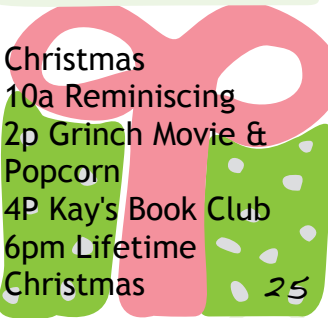 Christmas
10a Reminiscing
2p Grinch Movie &
Popcorn
4P Kay's Book Club
6pm Lifetime
Christmas
25